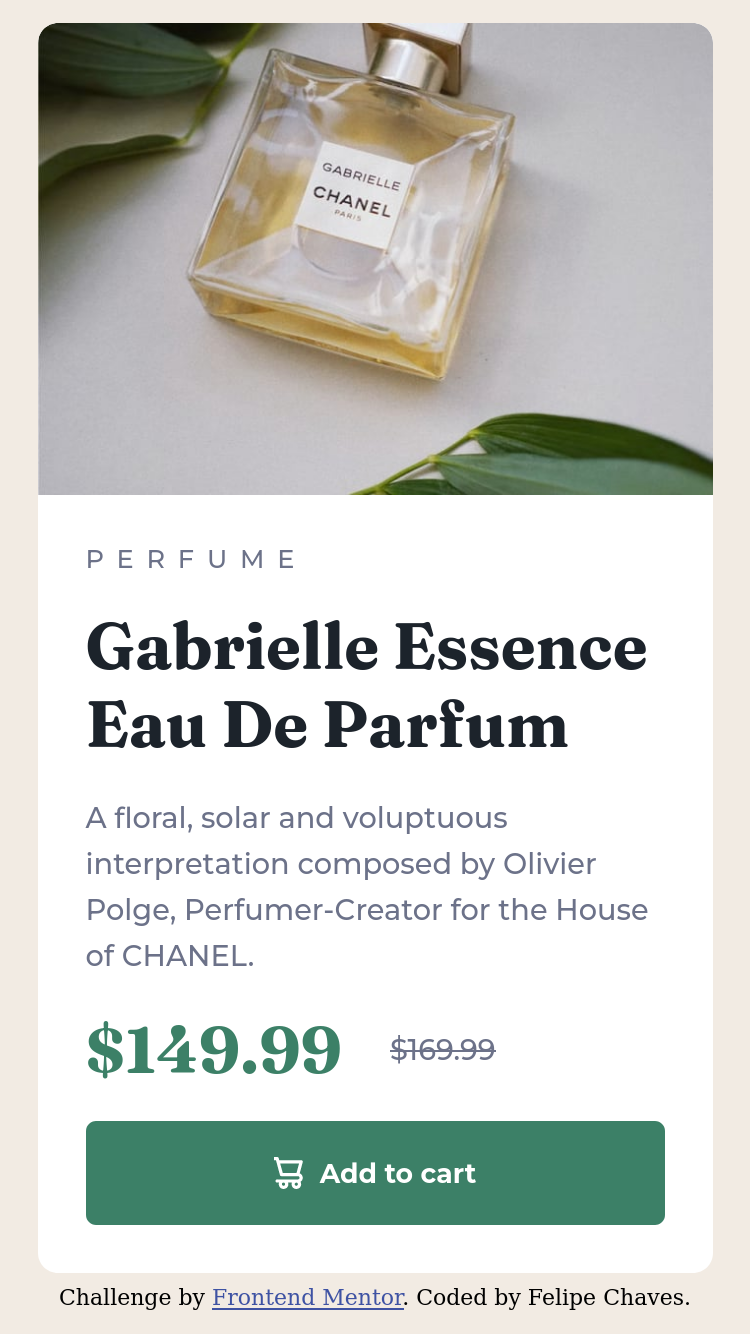 GABRIELLE
CHANEL
PARIS
PERFUME
Gabrielle Essence
Eau De Parfum
A floral, solar and voluptuous
interpretation composed by Olivier
Polge, Perfumer-Creator for the House
of CHANEL.
$149.99 $169.99
Add to cart
Challenge by Frontend Mentor. Coded by Felipe Chaves.